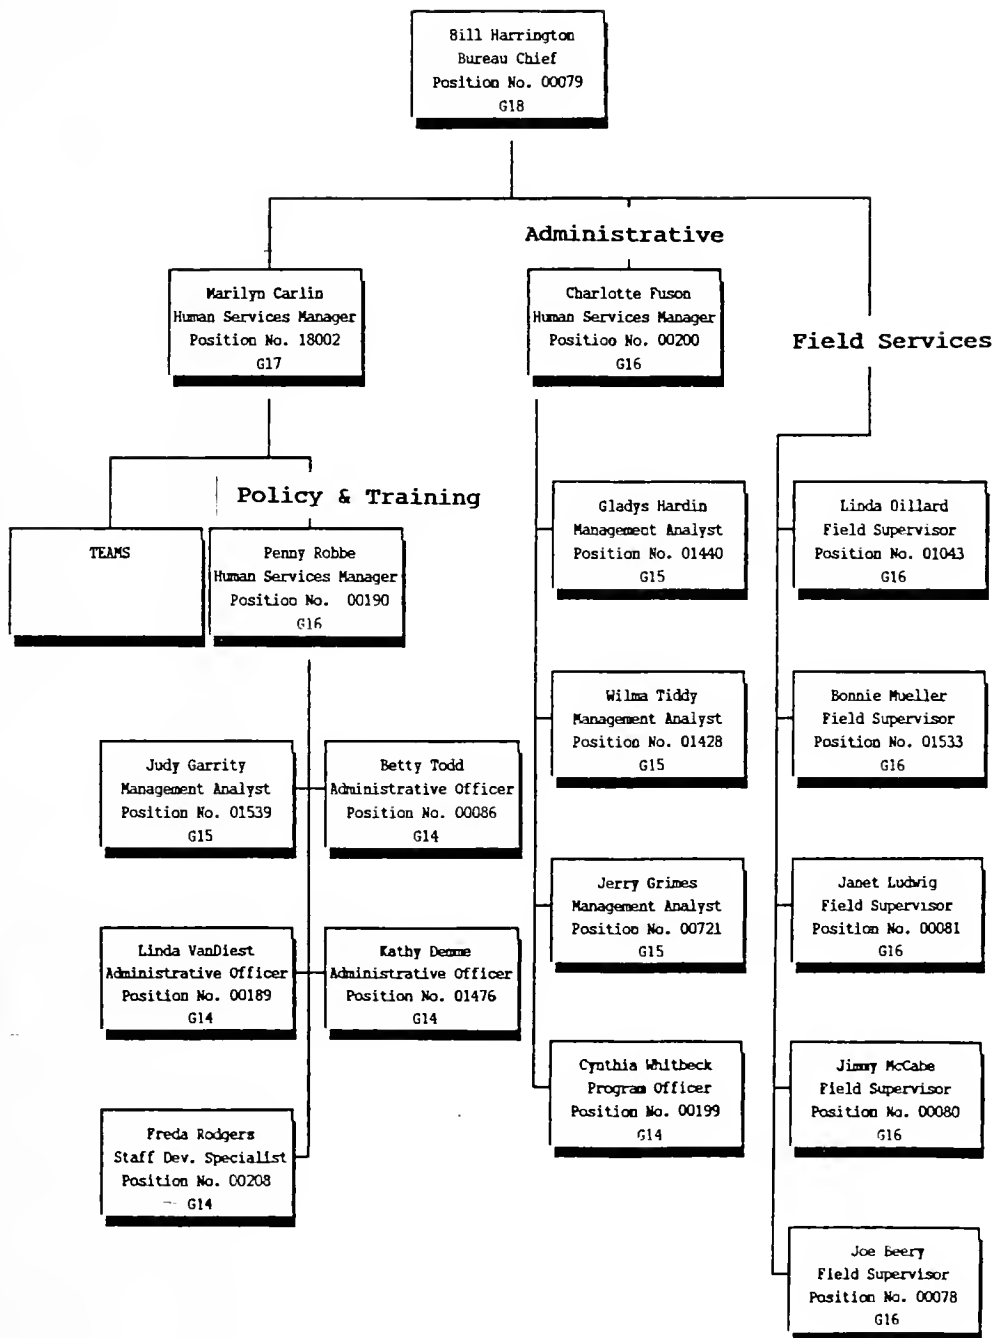 Bill Harrington
Bureau Chief
Position No. 00079
G18
Administrative
Marilyn Carlin
Human Services Manager
Position No. 18002
G17
Charlotte Fuson
Human Services Manager
Position No. 00200
G16
Field Services
Policy & Training
TEAMS
Penny Robbe
Human Services Manager
Position No. 00190
G16
Gladys Hardin
Management Analyst
Position No. 01440
G15
Linda Dillard
Field Supervisor
Position No. 01043
G16
Wilma Tiddy
Management Analyst
Position No. 01428
G15
Bonnie Mueller
Field Supervisor
Position No. 01533
G16
Judy Garrity
Management Analyst
Position No. 01539
G15
Betty Todd
Administrative Officer
Position No. 00086
G14
Jerry Grimes
Management Analyst
Position No. 00721
G15
Janet Ludwig
Field Supervisor
Position No. 00081
G16
Linda VanDiest
Administrative Officer
Position No. 00189
G14
Kathy Demme
Administrative Officer
Position No. 01476
G14
Cynthia Whitbeck
Program Officer
Position No. 00199
G14
Jimmy McCabe
Field Supervisor
Position No. 00080
G16
Freda Rodgers
Staff Dev. Specialist
Position No. 00208
G14
Joe Beery
Field Supervisor
Position No. 00078
G16